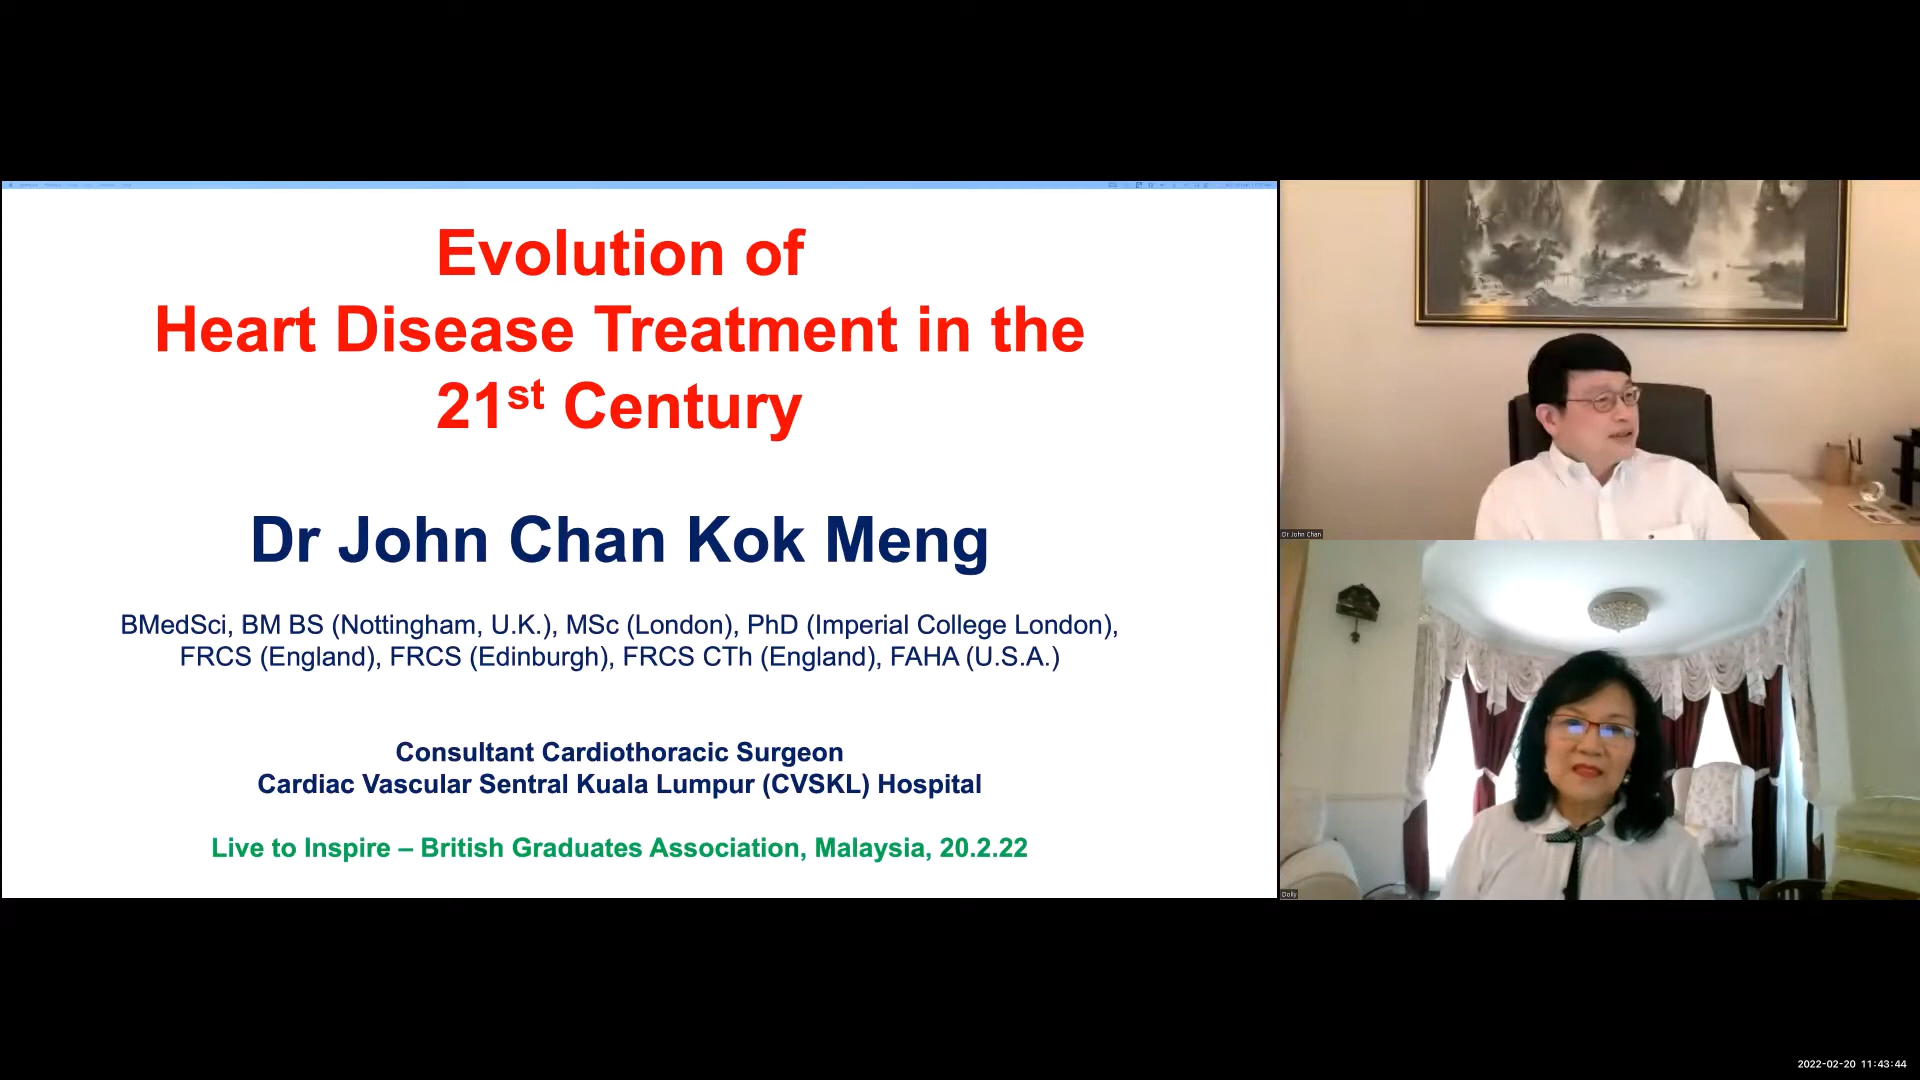 Evolution of
Heart Disease Treatment in the
21st Century
Dr John Chan Kok Meng
BMedSci, BM BS (Nottingham, U.K.), MSc (London), PhD (Imperial College London),
FRCS (England), FRCS (Edinburgh), FRCS CTh (England), FAHA (U.S.A.)
Consultant Cardiothoracic Surgeon
Cardiac Vascular Sentral Kuala Lumpur (CVSKL) Hospital
Live to Inspire – British Graduates Association, Malaysia, 20.2.22
Dr John Chan
Dolly
2022-02-20 11:43:44